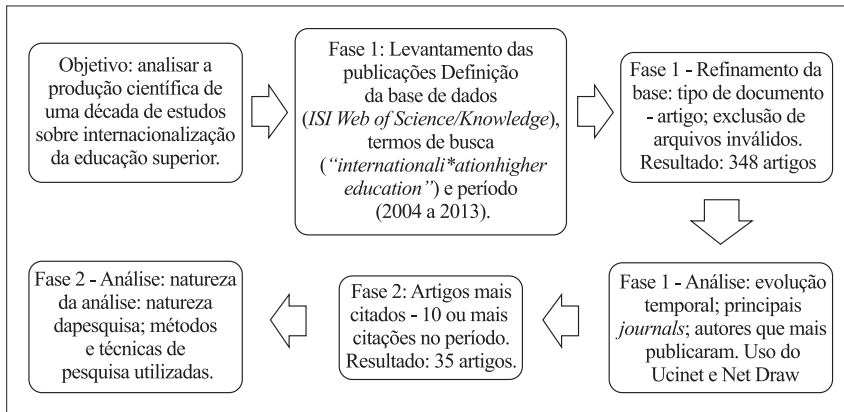 Objetivo: analisar a
produção científica de
uma década de estudos
sobre internacionalização
da educação superior.
Fase 1: Levantamento das
publicações Definição
da base de dados
(ISI Web of Science/Knowledge),
termos de busca
(“internationali*ationhigher
education”) e período
(2004 a 2013).
Fase 1 - Refinamento da
base: tipo de documento
- artigo; exclusão de
arquivos inválidos.
Resultado: 348 artigos
Fase 1 - Análise: evolução
temporal; principais
journals; autores que mais
publicaram. Uso do
Ucinet e Net Draw
Fase 2: Artigos mais
citados - 10 ou mais
citações no período.
Resultado: 35 artigos.
Fase 2 - Análise: natureza
da análise: natureza
dapesquisa; métodos
e técnicas de
pesquisa utilizadas.